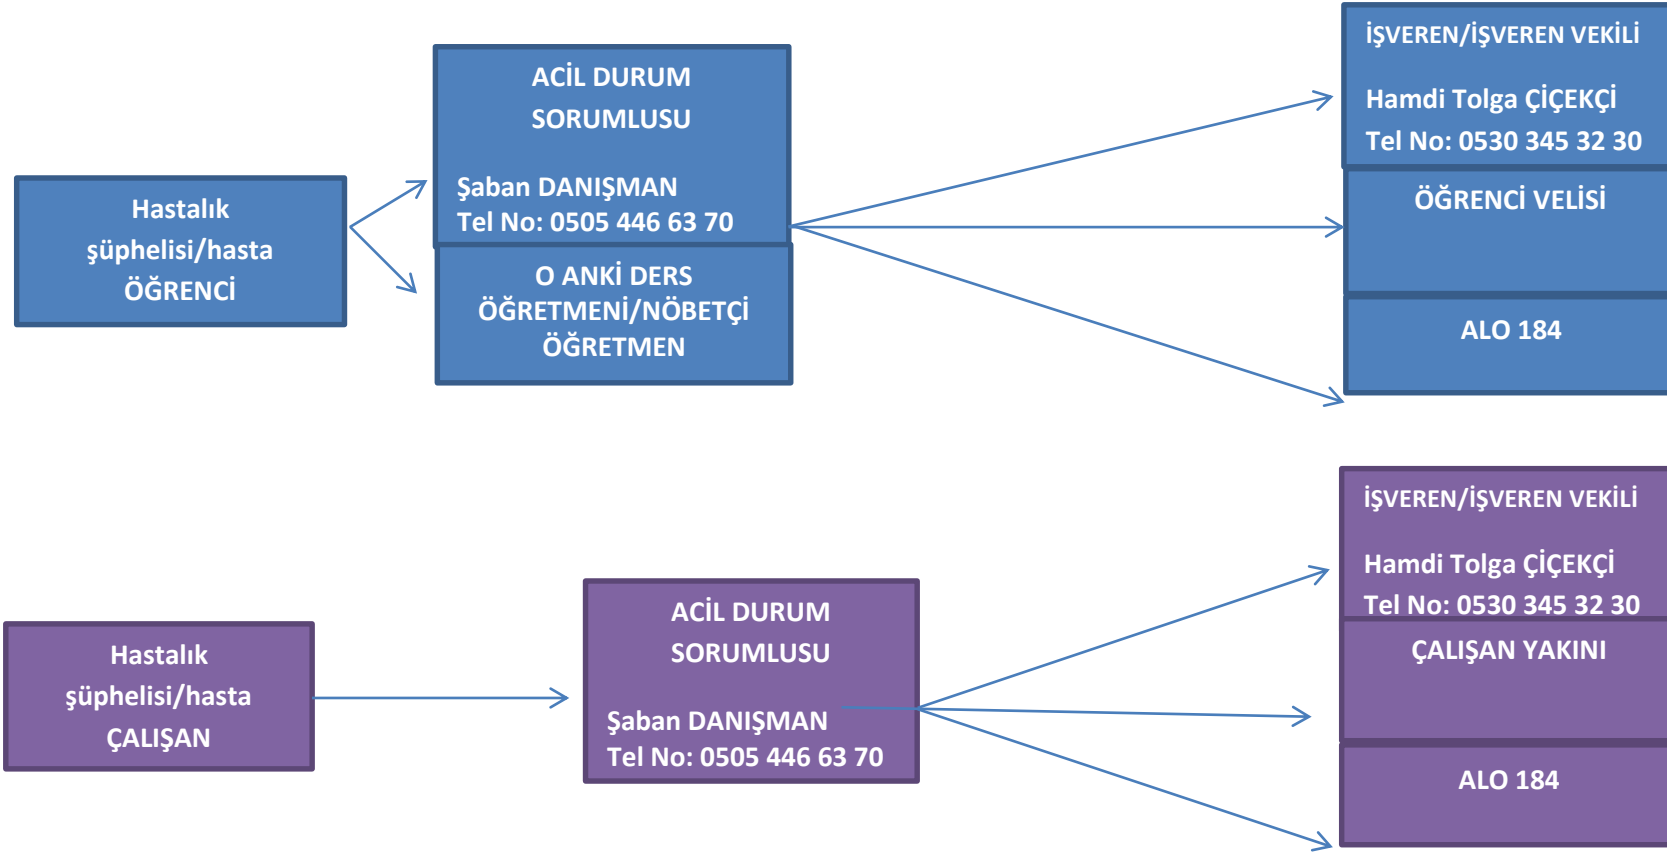 Hastalık
şüphelisi/hasta
ÖĞRENCİ
ACİL DURUM
SORUMLUSU
Şaban DANIŞMAN
Tel No: 0505 446 63 70
O ANKİ DERS
ÖĞRETMENİ/NÖBETÇİ
ÖĞRETMEN
İŞVEREN/İŞVEREN VEKİLİ
Hamdi Tolga ÇİÇEKÇİ
Tel No: 0530 345 32 30
ÖĞRENCİ VELİSİ
ALO 184
Hastalık
şüphelisi/hasta
ÇALIŞAN
ACİL DURUM
SORUMLUSU
Şaban DANIŞMAN
Tel No: 0505 446 63 70
İŞVEREN/İŞVEREN VEKİLİ
Hamdi Tolga ÇİÇEKÇİ
Tel No: 0530 345 32 30
ÇALIŞAN YAKINI
ALO 184